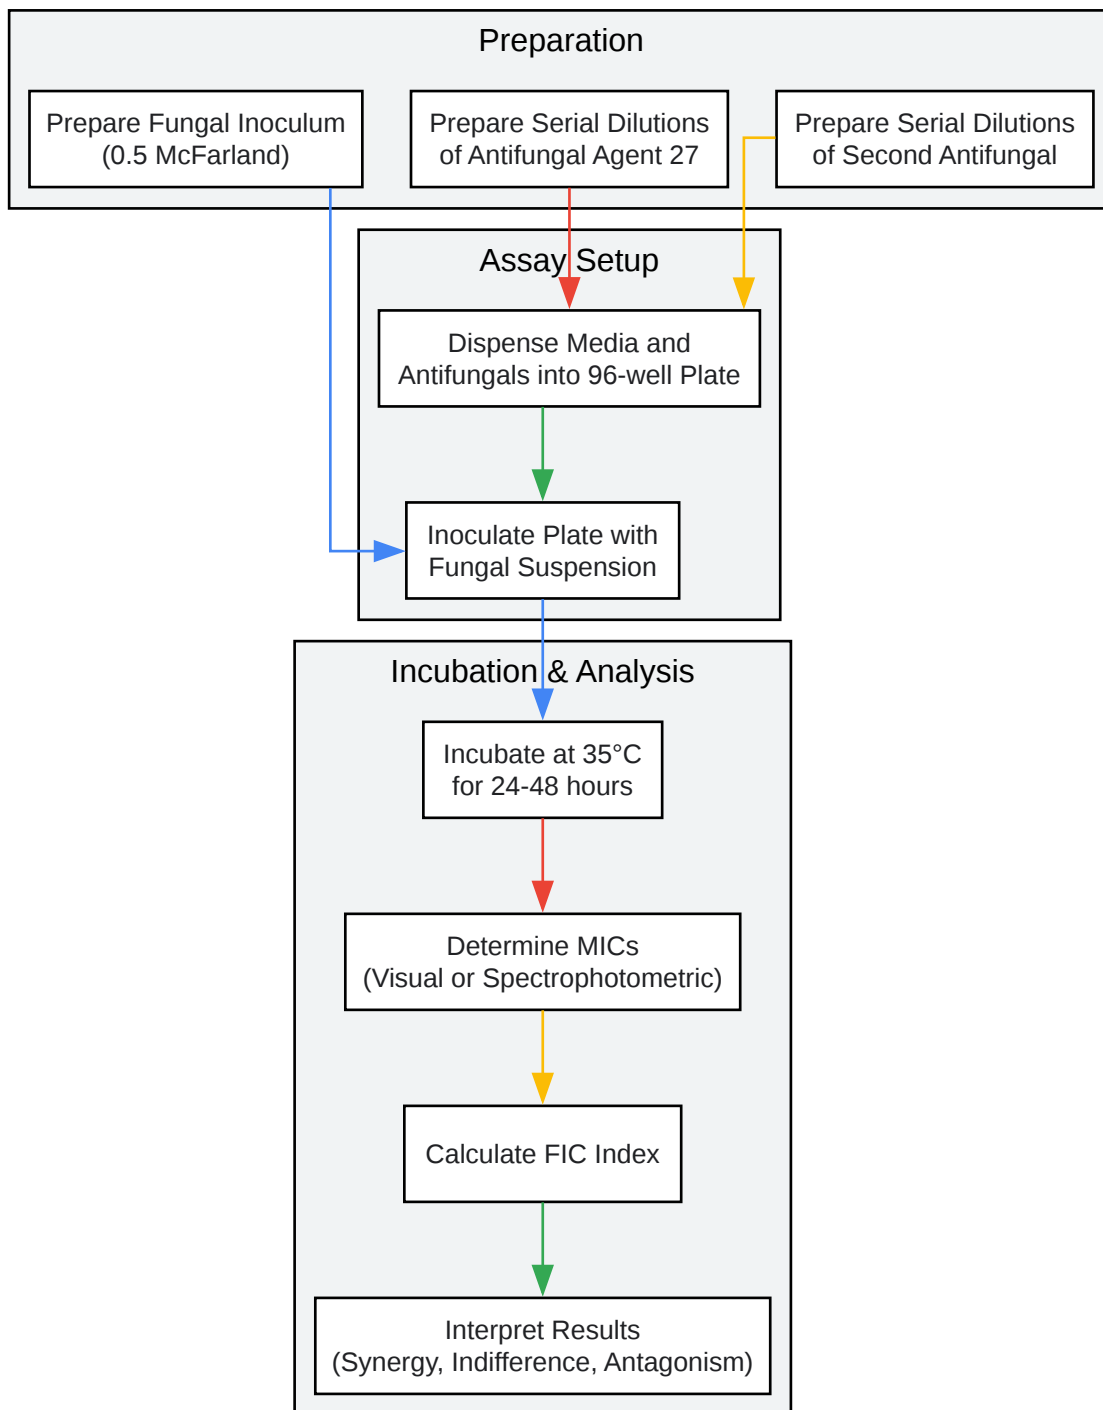 Preparation
Prepare Fungal Inoculum
(0.5 McFarland)
Prepare Serial Dilutions
of Antifungal Agent 27
Prepare Serial Dilutions
of Second Antifungal
Assay Setup
Dispense Media and
Antifungals into 96-well Plate
Inoculate Plate with
Fungal Suspension
Incubation & Analysis
Incubate at 35°C
for 24-48 hours
Determine MICs
(Visual or Spectrophotometric)
Calculate FIC Index
Interpret Results
(Synergy, Indifference, Antagonism)